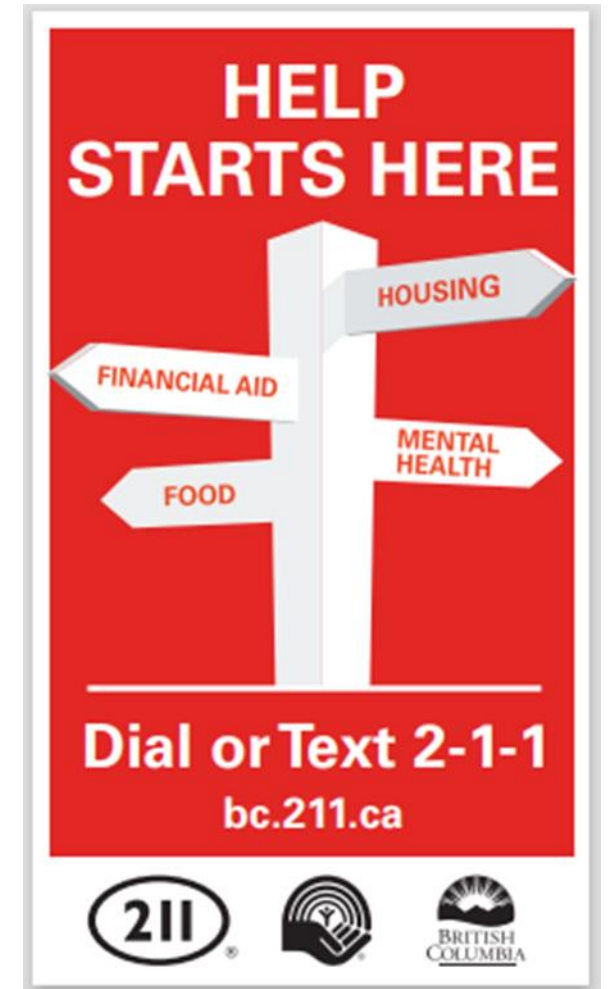 HELP
STARTS HERE
HOUSING
FINANCIAL AID
MENTAL
HEALTH
FOOD
Dial or Text 2-1-1
bc.211.ca
211®
®
BRITISH
COLUMBIA